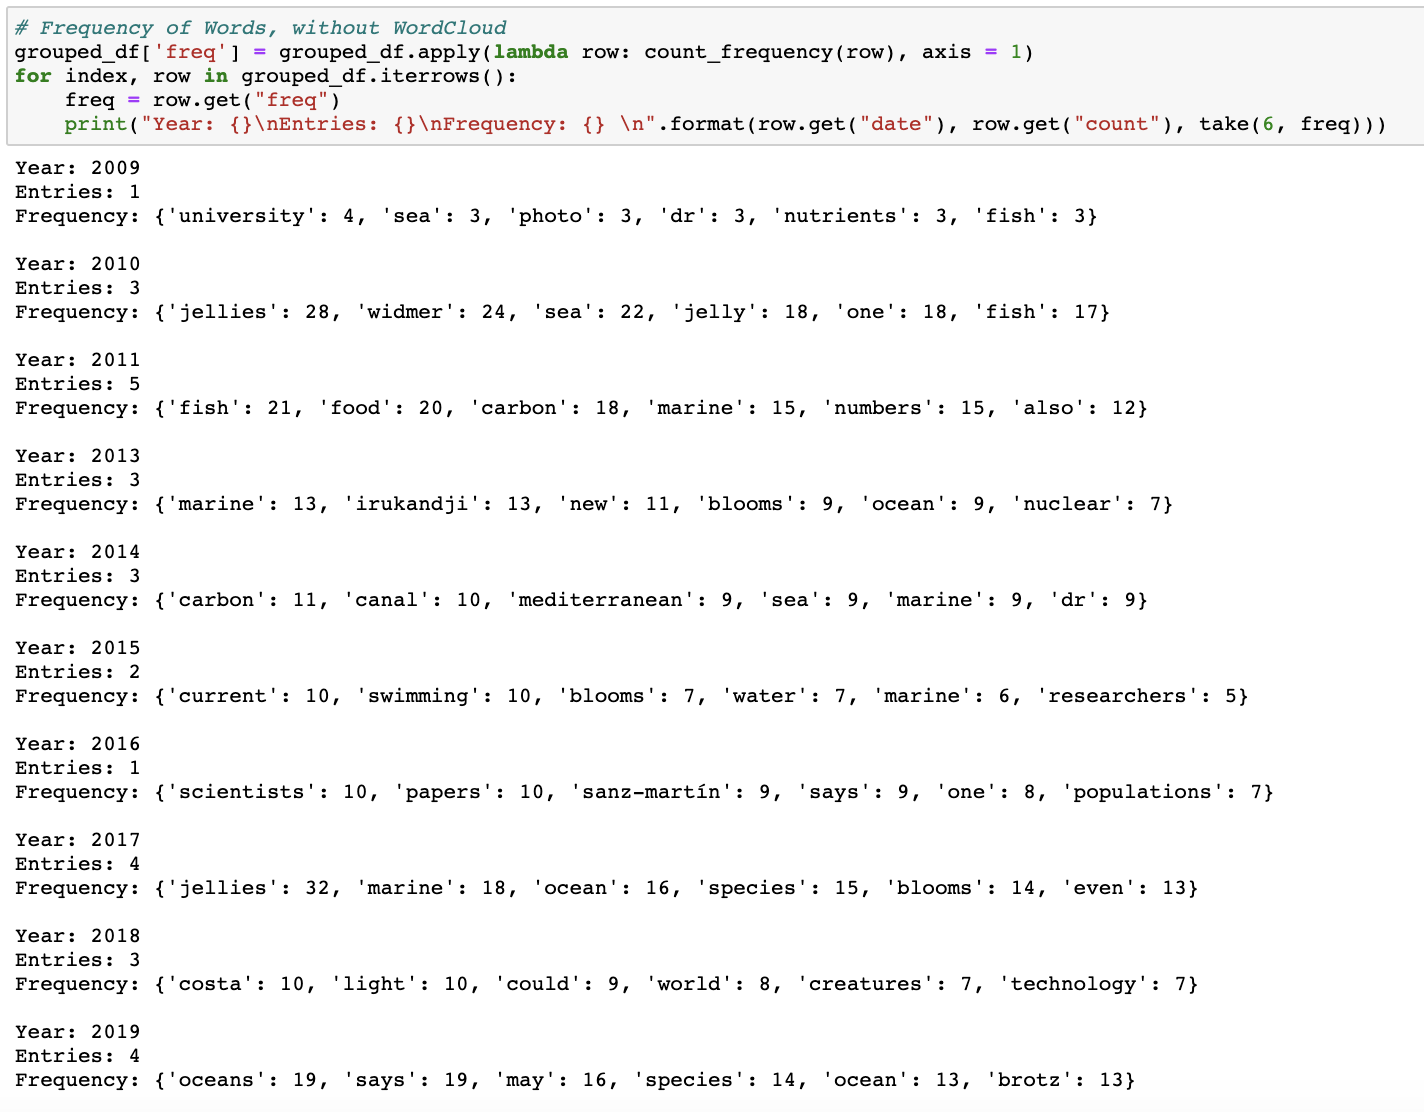 # Frequency of Words, without WordCloud
grouped_df['freq'] = grouped_df.apply(lambda row: count_frequency(row), axis = 1)
for index, row in grouped_df.iterrows():
    freq = row.get("freq")
    print("Year: {}\nEntries: {}\nFrequency: {} \n".format(row.get("date"), row.get("count"), take(6, freq)))
Year: 2009
Entries: 1
Frequency: {'university': 4, 'sea': 3, 'photo': 3, 'dr': 3, 'nutrients': 3, 'fish': 3}

Year: 2010
Entries: 3
Frequency: {'jellies': 28, 'widmer': 24, 'sea': 22, 'jelly': 18, 'one': 18, 'fish': 17}

Year: 2011
Entries: 5
Frequency: {'fish': 21, 'food': 20, 'carbon': 18, 'marine': 15, 'numbers': 15, 'also': 12}

Year: 2013
Entries: 3
Frequency: {'marine': 13, 'irukandji': 13, 'new': 11, 'blooms': 9, 'ocean': 9, 'nuclear': 7}

Year: 2014
Entries: 3
Frequency: {'carbon': 11, 'canal': 10, 'mediterranean': 9, 'sea': 9, 'marine': 9, 'dr': 9}

Year: 2015
Entries: 2
Frequency: {'current': 10, 'swimming': 10, 'blooms': 7, 'water': 7, 'marine': 6, 'researchers': 5}

Year: 2016
Entries: 1
Frequency: {'scientists': 10, 'papers': 10, 'sanz-martín': 9, 'says': 9, 'one': 8, 'populations': 7}

Year: 2017
Entries: 4
Frequency: {'jellies': 32, 'marine': 18, 'ocean': 16, 'species': 15, 'blooms': 14, 'even': 13}

Year: 2018
Entries: 3
Frequency: {'costa': 10, 'light': 10, 'could': 9, 'world': 8, 'creatures': 7, 'technology': 7}

Year: 2019
Entries: 4
Frequency: {'oceans': 19, 'says': 19, 'may': 16, 'species': 14, 'ocean': 13, 'brotz': 13}